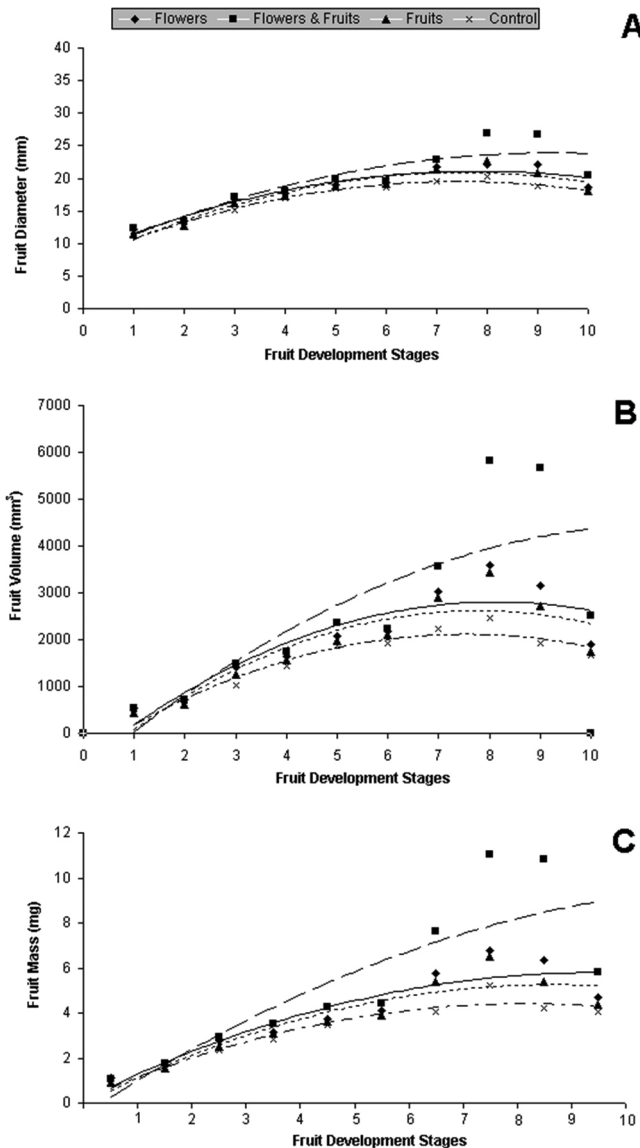 Flowers Flowers & Fruits Fruits Control
A
40
35
30
25
20
15
10
5
0
Fruit Diameter (mm)
0 1 2 3 4 5 6 7 8 9 10
Fruit Development Stages
B
7000
6000
5000
4000
3000
2000
1000
0
Fruit Volume (mm³)
0 1 2 3 4 5 6 7 8 9 10
Fruit Development Stages
C
12
10
8
6
4
2
0
Fruit Mass (mg)
1 2 3 4 5 6 7 8 9 10
Fruit Development Stages